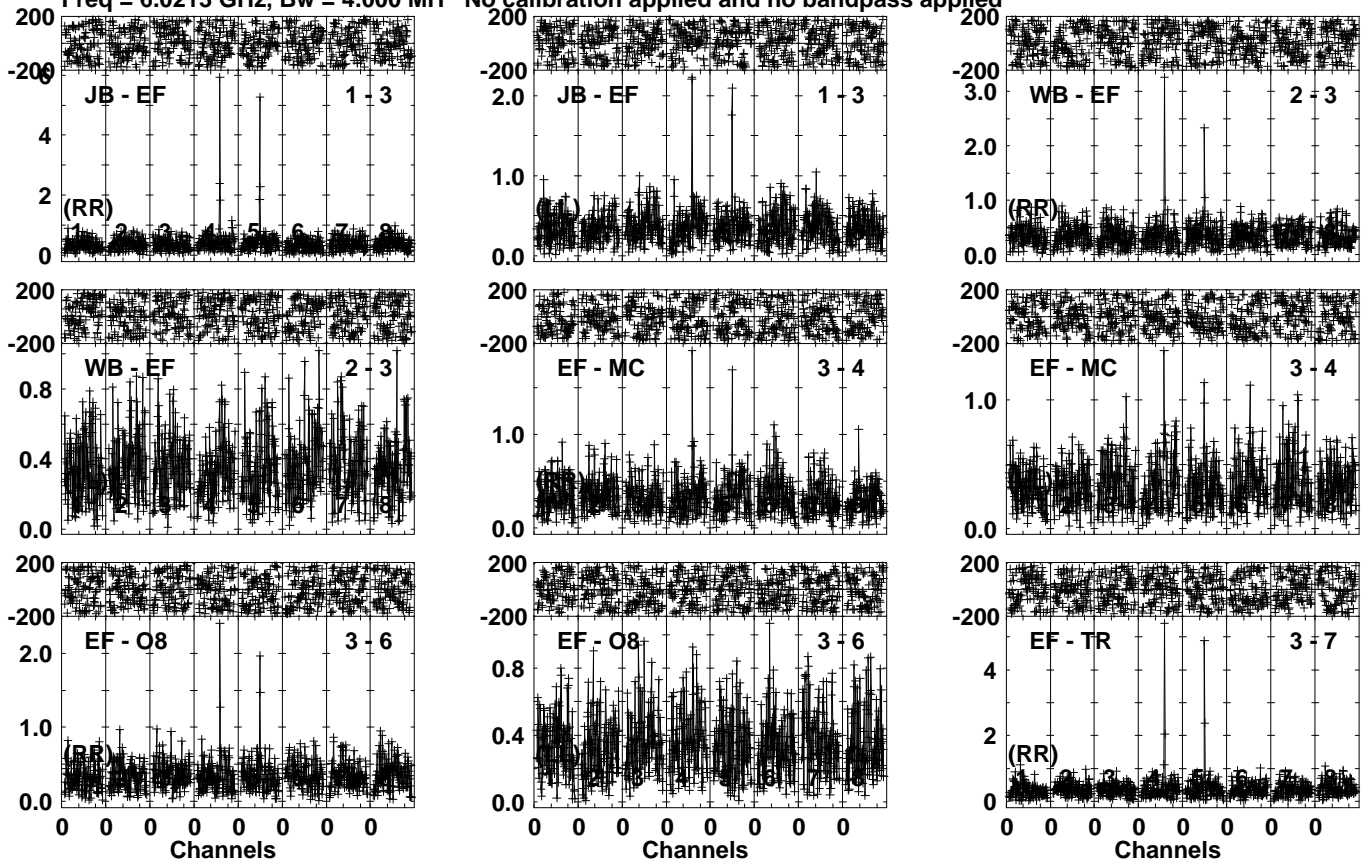 Freq = 6.0213 GHz, Bw = 4.000 MH No calibration applied and no bandpass applied
200 200 200
-200 -200 -200
JB - EF 1 - 3 JB - EF 1 - 3 WB - EF 2 - 3
6 4 2 0
2.0 1.0 0.0
3.0 2.0 1.0 0.0
(RR) (RR)
1 2 3 4 5 6 7 8
200 200 200
-200 -200 -200
WB - EF 2 - 3 EF - MC 3 - 4 EF - MC 3 - 4
0.8 0.4 0.0
1.0 0.0
1.0 0.0
(RR)
200 200 200
-200 -200 -200
EF - O8 3 - 6 EF - O8 3 - 6 EF - TR 3 - 7
2.0 1.0 0.0
0.8 0.4 0.0
4 2 0
(RR) (RR)
1 2 3 4 5 6 7 8
0 0 0 0 0 0 0 0 0 0 0 0 0 0 0 0 0 0 0 0 0 0 0 0
Channels Channels Channels